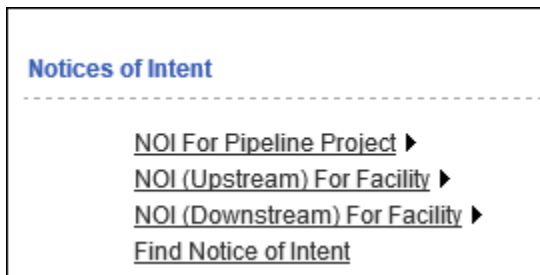 Notices of Intent
NOI For Pipeline Project
NOI (Upstream) For Facility
NOI (Downstream) For Facility
Find Notice of Intent